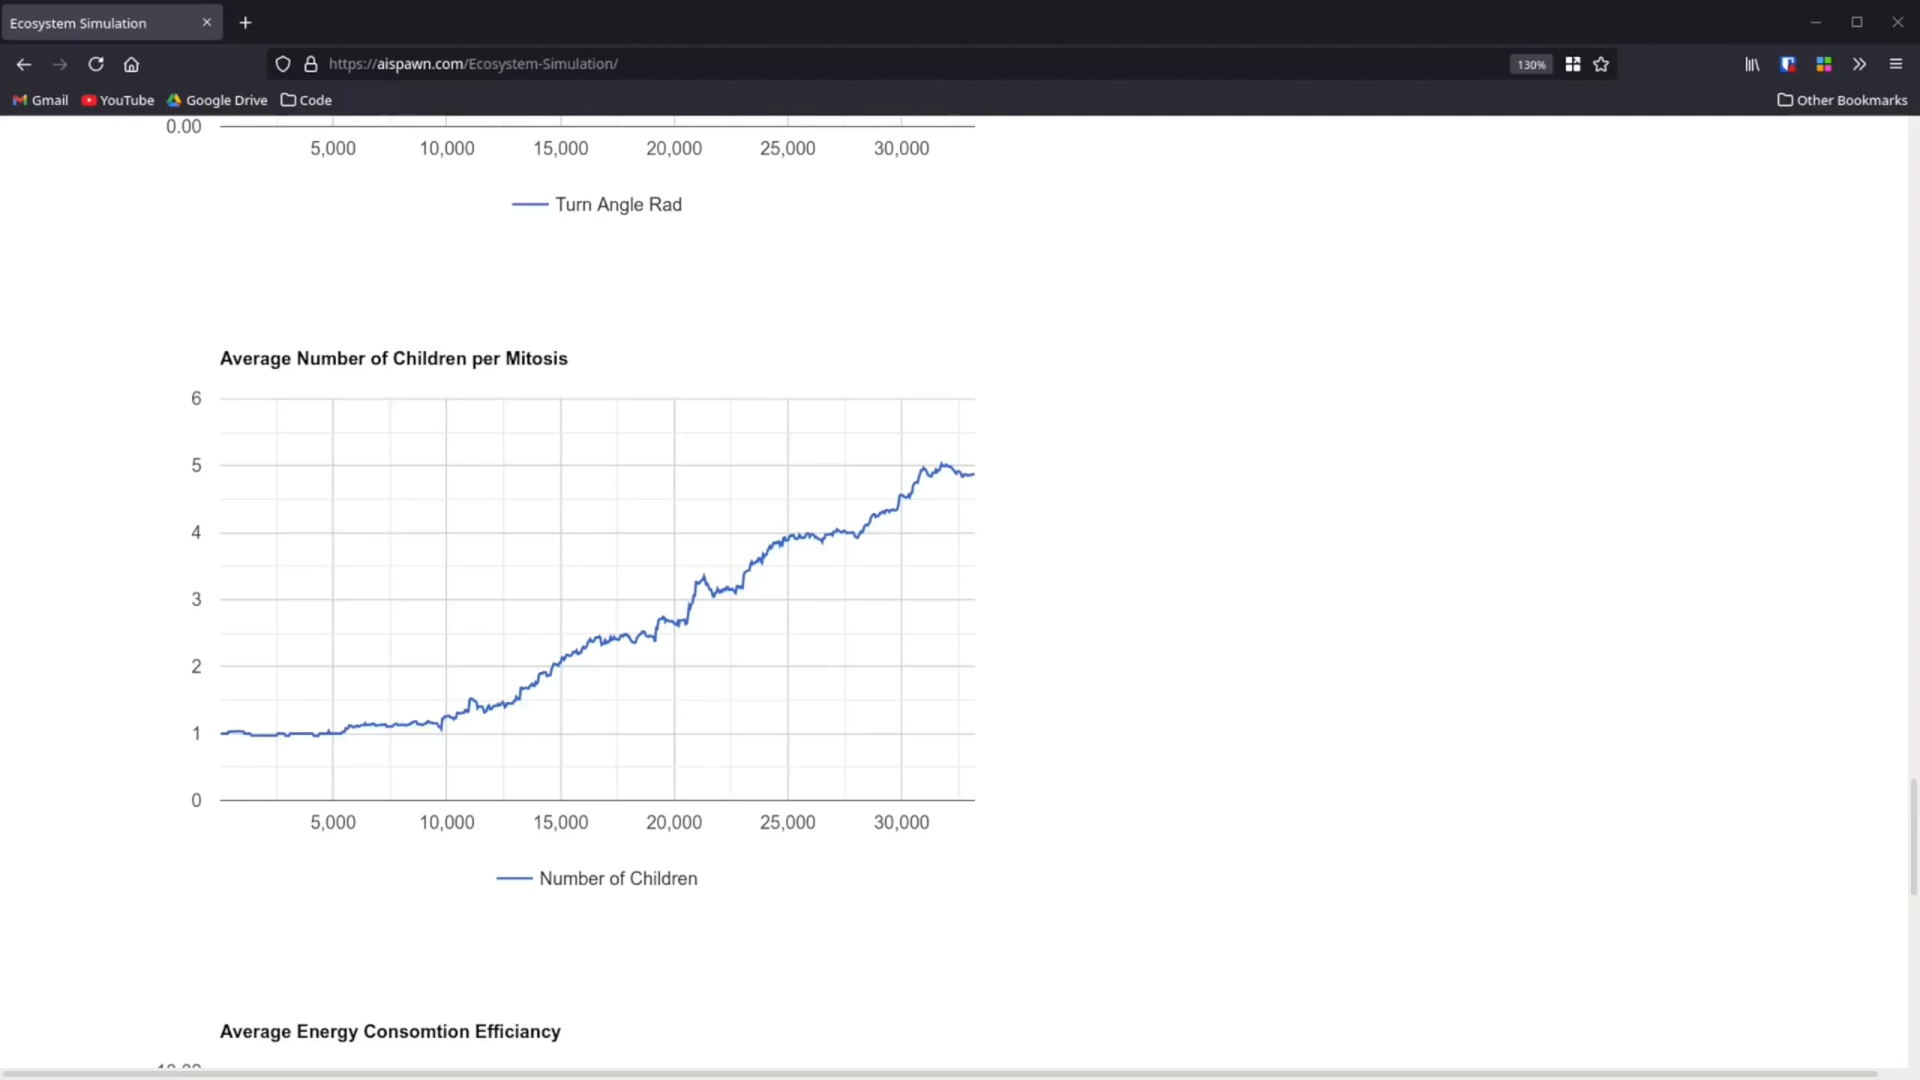 Ecosystem Simulation
https://aispawn.com/Ecosystem-Simulation/
130%
Gmail YouTube Google Drive Code Other Bookmarks
0.00
5,000 10,000 15,000 20,000 25,000 30,000
Turn Angle Rad
Average Number of Children per Mitosis
6
5
4
3
2
1
0
5,000 10,000 15,000 20,000 25,000 30,000
Number of Children
Average Energy Consomtion Efficiancy